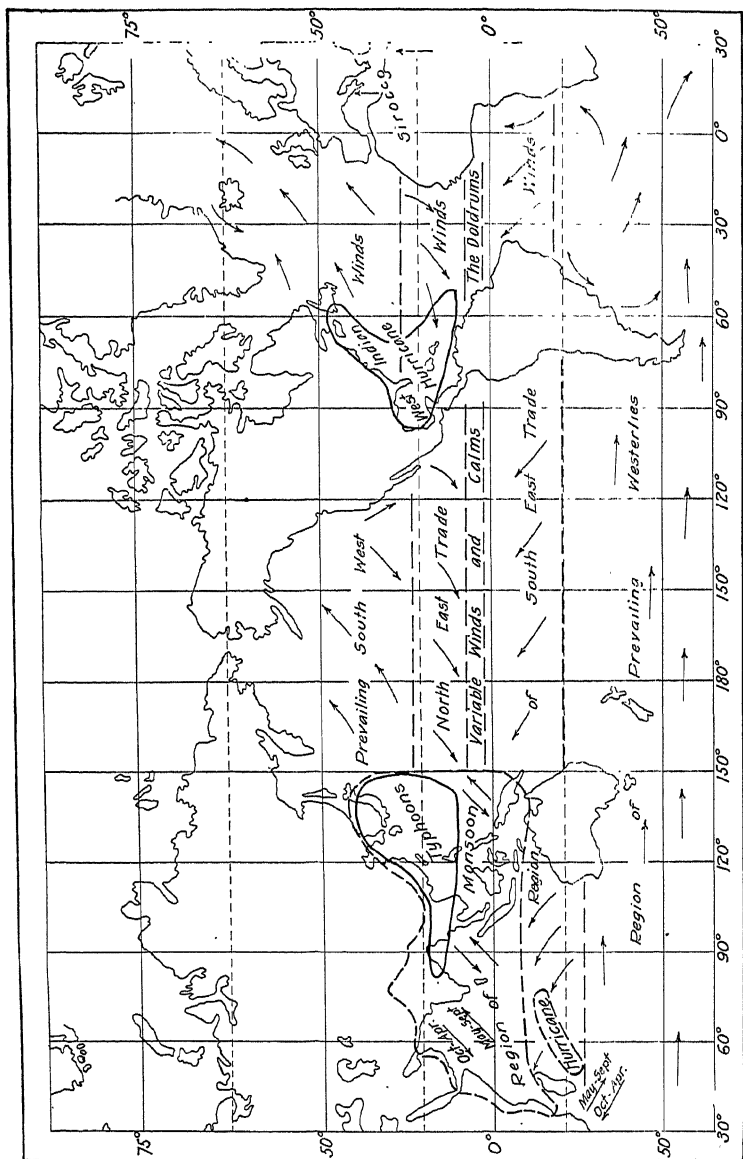 75° 50° 0° 50°
30° 60° 90° 120° 150° 180° 150° 120° 90° 60° 30° 0° 30°
Prevailing South West Winds
Sirocco
North East Trade Winds
West Indian Hurricane
Variable Winds and Calms
The Doldrums
Typhoons
Region of Monsoon
Oct-Apr.
May-Sept
Region of South East Trade Winds
Hurricane
May-Sept
Oct-Apr.
Region of Prevailing Westerlies
75° 50° 0° 50°